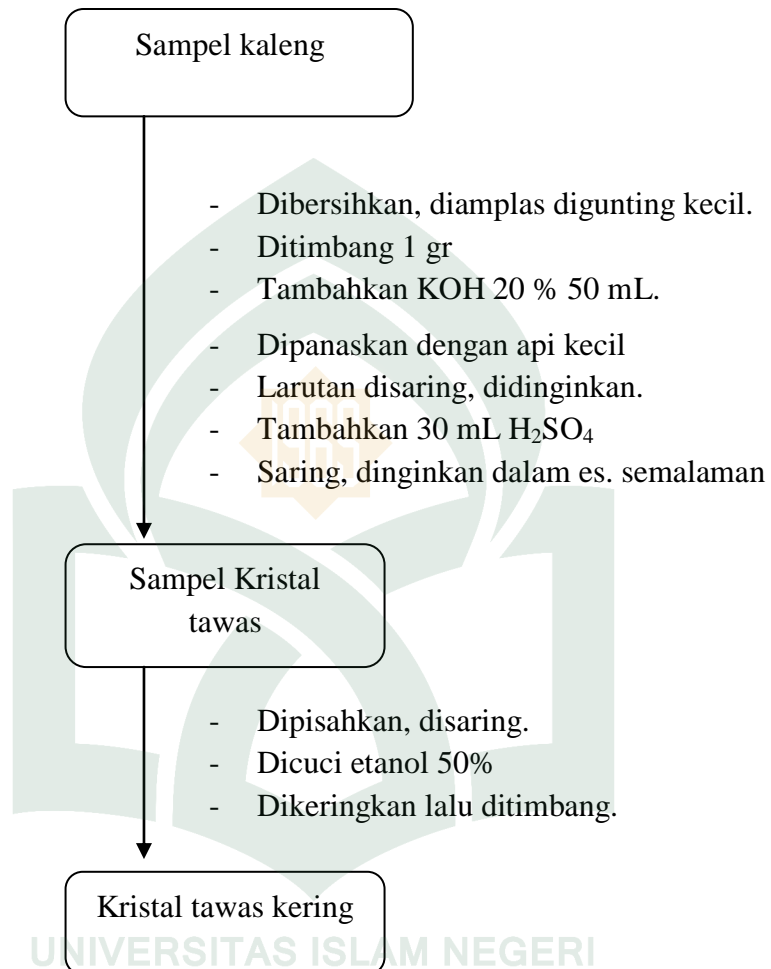 Sampel kaleng
- Dibersihkan, diamplas digunting kecil.
- Ditimbang 1 gr
- Tambahkan KOH 20 % 50 mL.
- Dipanaskan dengan api kecil
- Larutan disaring, didinginkan.
- Tambahkan 30 mL H₂SO₄
- Saring, dinginkan dalam es. semalaman
Sampel Kristal
tawas
- Dipisahkan, disaring.
- Dicuci etanol 50%
- Dikeringkan lalu ditimbang.
Kristal tawas kering
UNIVERSITAS ISLAM NEGERI